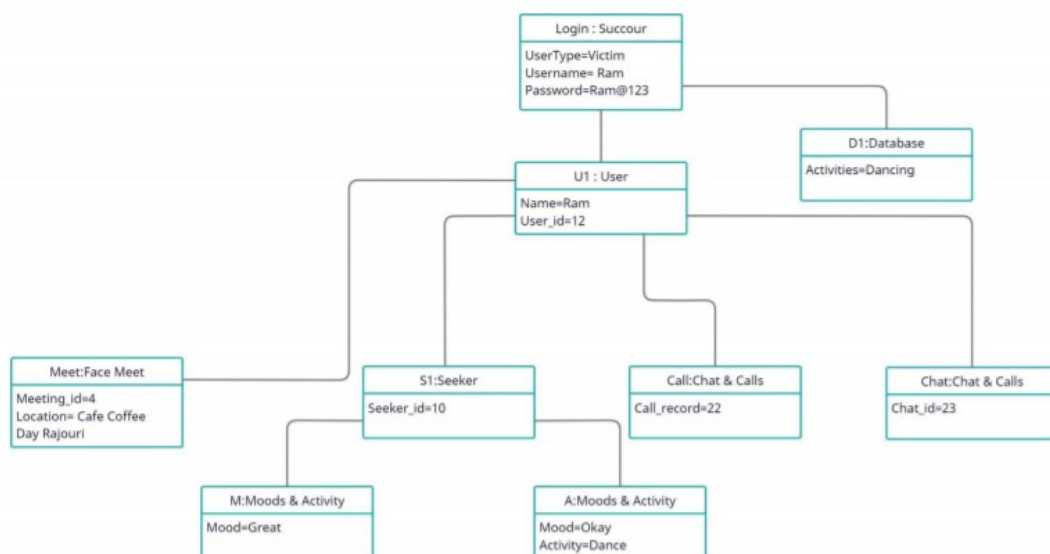 Login : Succour
UserType=Victim
Username= Ram
Password=Ram@123
D1:Database
Activities=Dancing
U1 : User
Name=Ram
User_id=12
Meet:Face Meet
Meeting_id=4
Location= Cafe Coffee
Day Rajouri
S1:Seeker
Seeker_id=10
Call:Chat & Calls
Call_record=22
Chat:Chat & Calls
Chat_id=23
M:Moods & Activity
Mood=Great
A:Moods & Activity
Mood=Okay
Activity=Dance